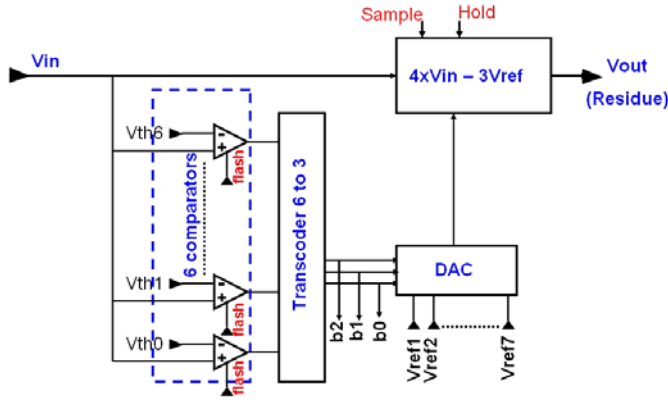 Sample
Hold
Vin
4xVin – 3Vref
Vout
(Residue)
Vth6
flash
6 comparators
Transcoder 6 to 3
Vth1
flash
DAC
Vth0
flash
b2
b1
b0
Vref1
Vref2
Vref7